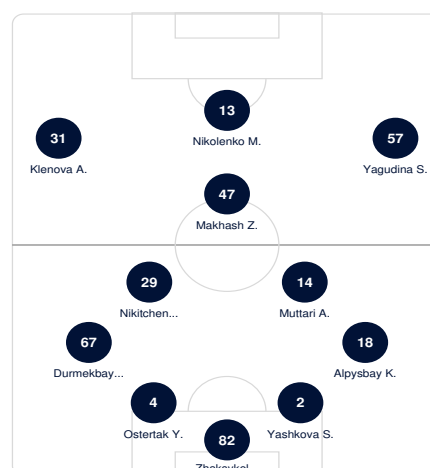 13
Nikolenko M.
31
57
Klenova A.
Yagudina S.
47
Makhash Z.
29
14
Nikitchen...
Muttari A.
67
18
Durmekbay...
Alpysbay K.
4
2
Ostertak Y.
Yashkova S.
82